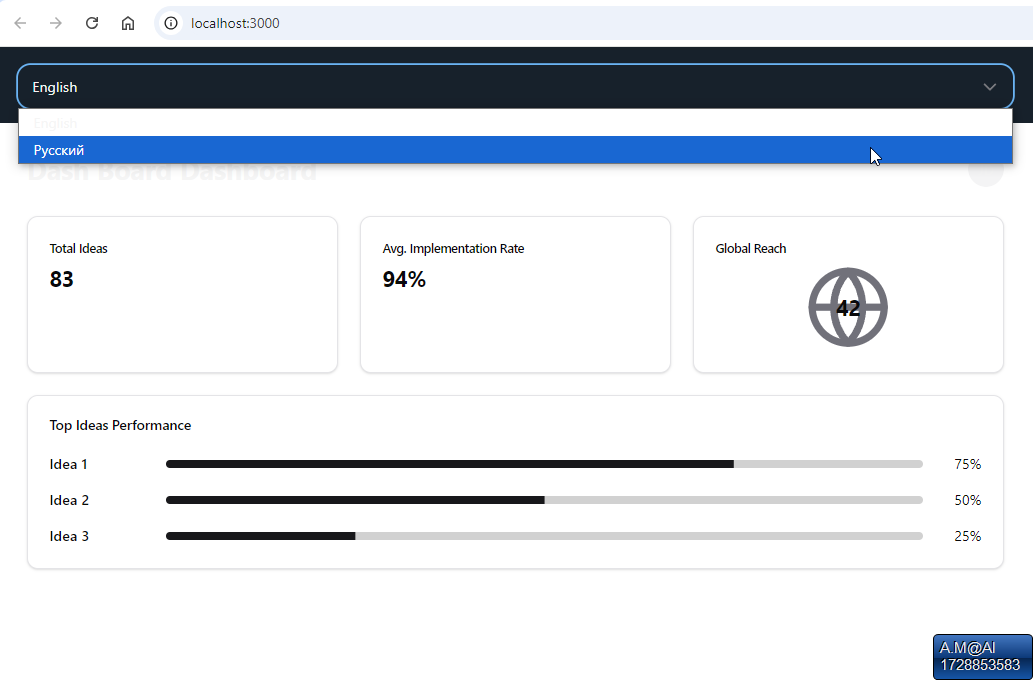 localhost:3000
English
English
Русский
Dash Board Dashboard
Total Ideas
83
Avg. Implementation Rate
94%
Global Reach
42
Top Ideas Performance
Idea 1 75%
Idea 2 50%
Idea 3 25%
A.M@AI
1728853583